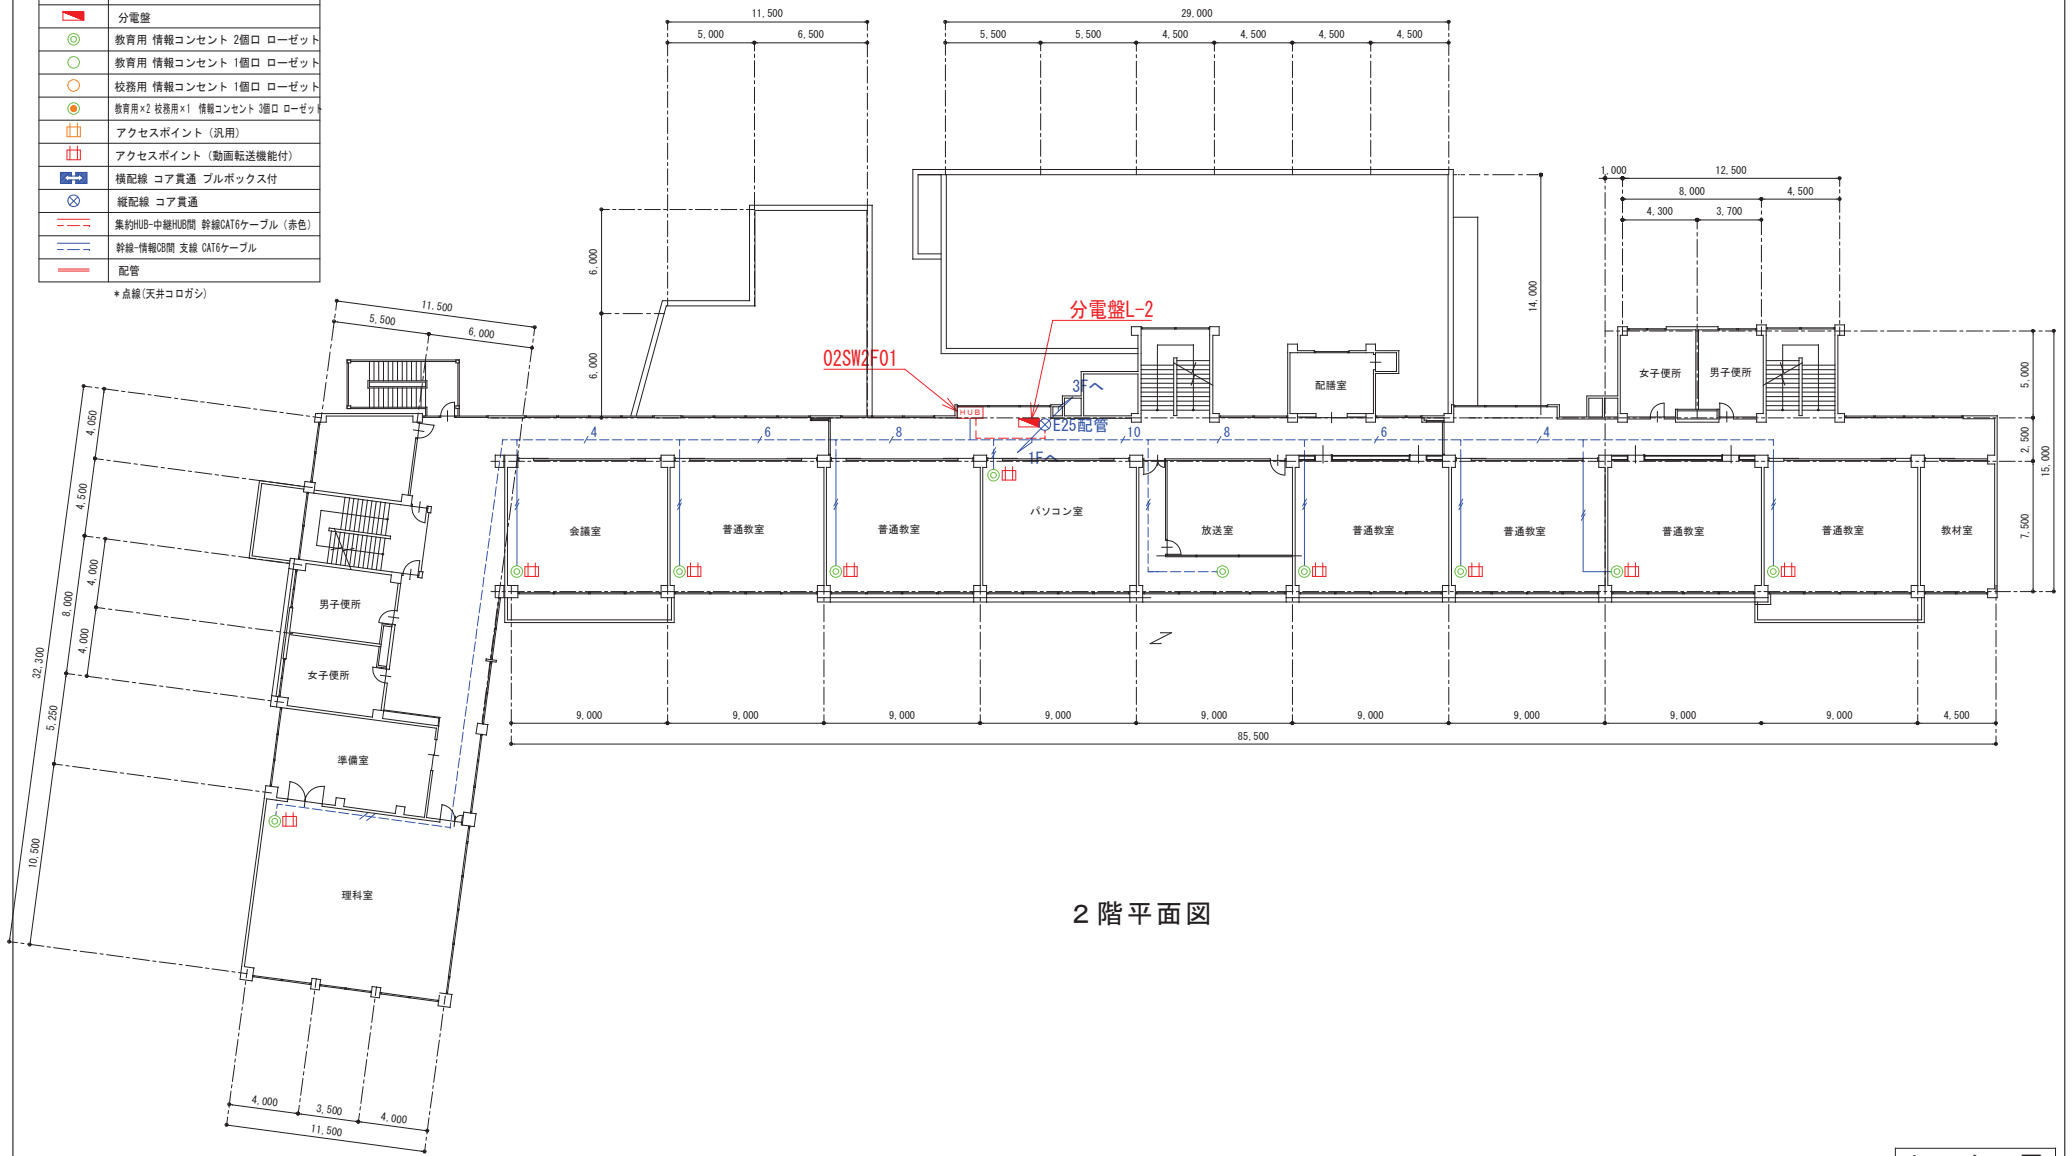 分電盤
教育用 情報コンセント 2個口 ローゼット
教育用 情報コンセント 1個口 ローゼット
校務用 情報コンセント 1個口 ローゼット
教育用×2 校務用×1 情報コンセント 3個口 ローゼット
アクセスポイント（汎用）
アクセスポイント（動画転送機能付）
横配線 コア貫通 プルボックス付
縦配線 コア貫通
集約HUB-中継HUB間 幹線CAT6ケーブル（赤色）
幹線-情報CB間 支線 CAT6ケーブル
配管
*点線(天井コロガシ)
11,500
5,000 6,500
29,000
5,500 5,500 4,500 4,500 4,500 4,500
1,000 12,500
8,000 4,500
4,300 3,700
6,000
6,000
14,000
11,500
5,500 6,000
分電盤L-2
02SW2F01
HUB
3Fへ
E25配管
1Fへ
配膳室
女子便所 男子便所
5,000
2,500
7,500
15,000
4 6 8 10 8 6 4
会議室 普通教室 普通教室 パソコン室 放送室 普通教室 普通教室 普通教室 普通教室 教材室
4,050
4,500
4,000
4,000
8,000
5,250
10,500
32,300
男子便所
女子便所
準備室
理科室
N
9,000 9,000 9,000 9,000 9,000 9,000 9,000 9,000 9,000 4,500
85,500
2階平面図
4,000 3,500 4,000
11,500